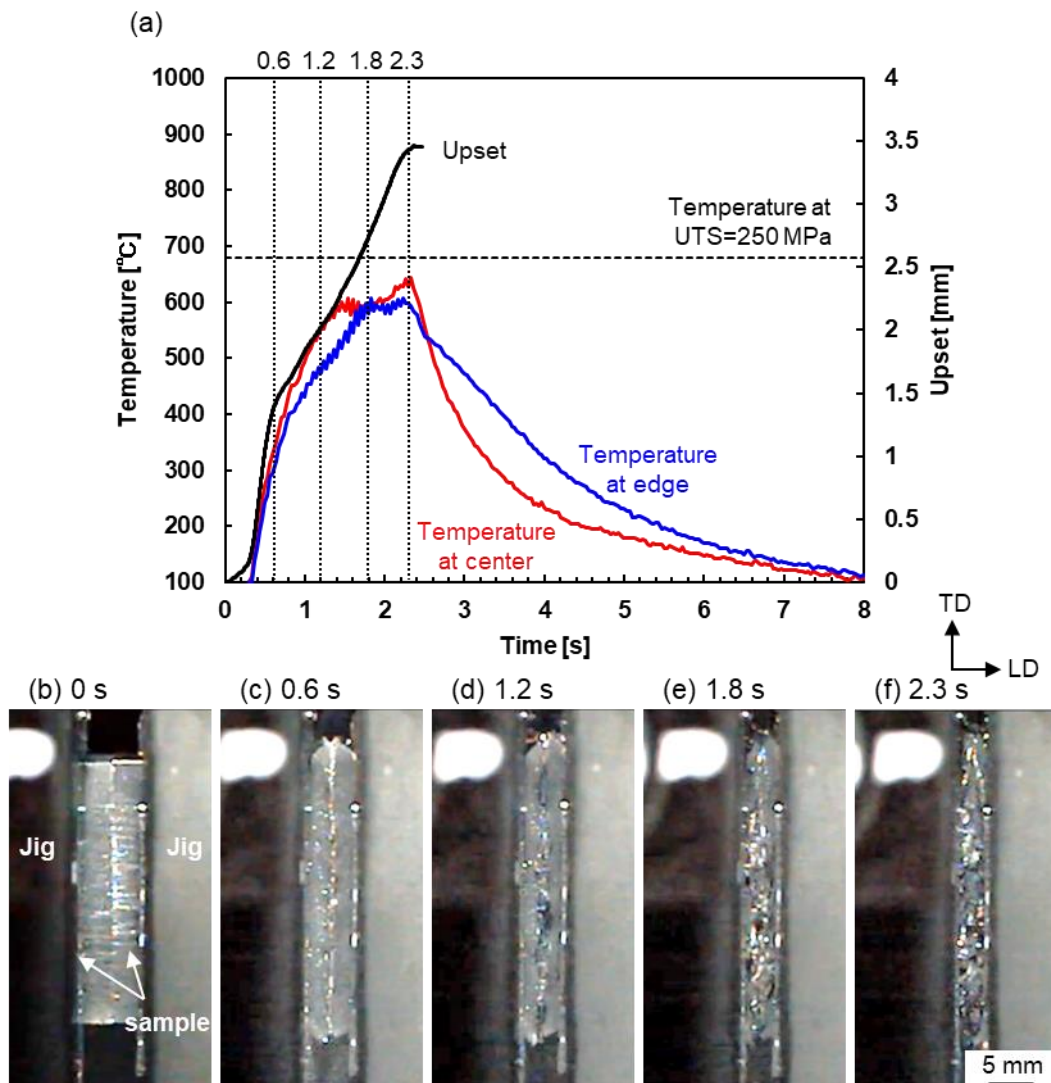 (a)
0.6 1.2 1.8 2.3
1000
900
800
700
600
500
400
300
200
100
Temperature [°C]
4
3.5
3
2.5
2
1.5
1
0.5
0
Upset [mm]
Upset
Temperature at
UTS=250 MPa
Temperature
at edge
Temperature
at center
0 1 2 3 4 5 6 7 8
Time [s]
TD
LD
(b) 0 s
(c) 0.6 s
(d) 1.2 s
(e) 1.8 s
(f) 2.3 s
Jig
Jig
sample
5 mm